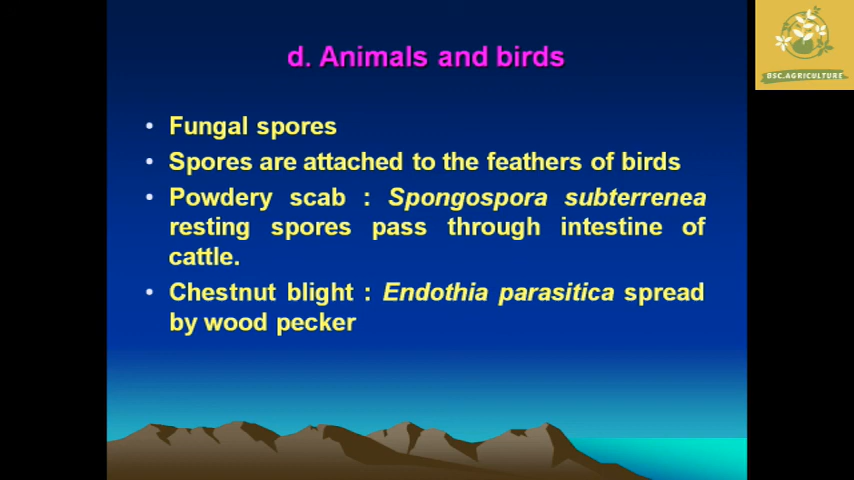 BSC.AGRICULTURE
d. Animals and birds
• Fungal spores
• Spores are attached to the feathers of birds
• Powdery scab : Spongospora subterrenea
resting spores pass through intestine of
cattle.
• Chestnut blight : Endothia parasitica spread
by wood pecker